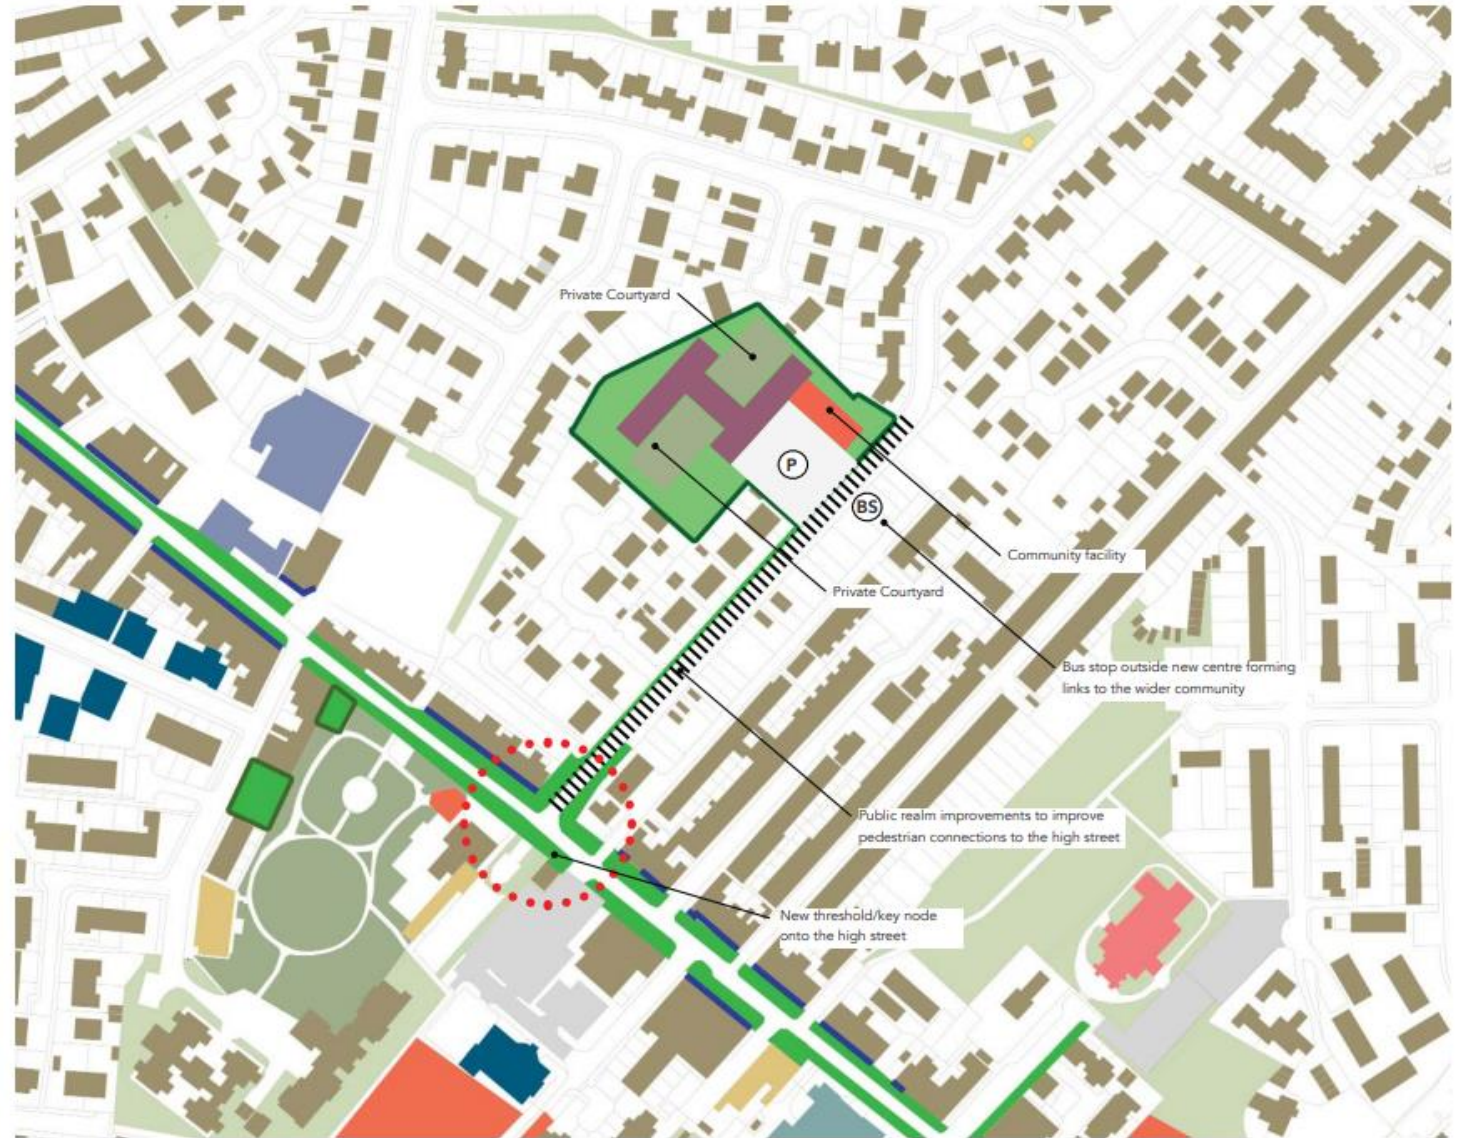 Private Courtyard
P
BS
Community facility
Private Courtyard
Bus stop outside new centre forming
links to the wider community
Public realm improvements to improve
pedestrian connections to the high street
New threshold/key node
onto the high street